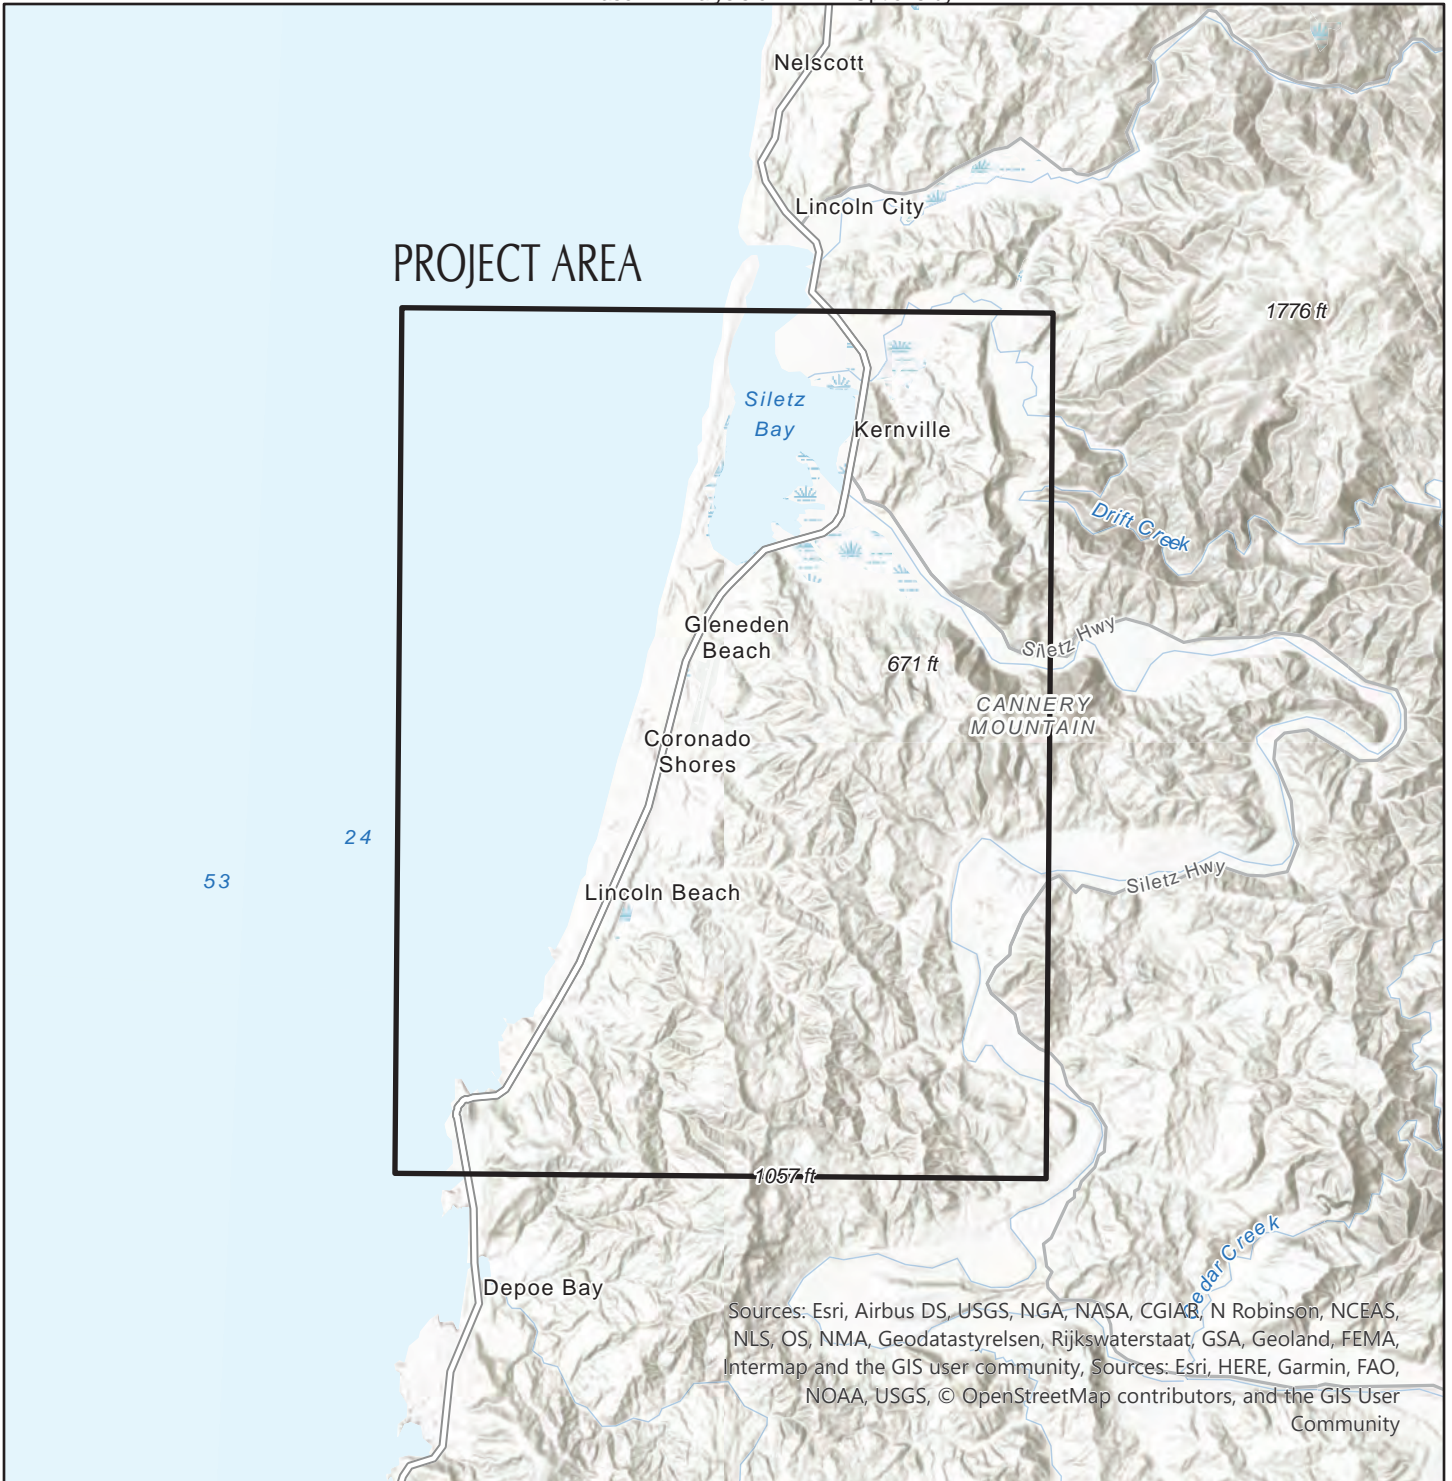 Nelscott
Lincoln City
PROJECT AREA
1776 ft
Siletz
Bay
Kernville
Drift Creek
Gleneden
Beach
Siletz Hwy
671 ft
CANNERY
MOUNTAIN
Coronado
Shores
24
53
Siletz Hwy
Lincoln Beach
1057 ft
Cedar Creek
Depoe Bay
Sources: Esri, Airbus DS, USGS, NGA, NASA, CGIAR, N Robinson, NCEAS,
NLS, OS, NMA, Geodatastyrelsen, Rijkswaterstaat, GSA, Geoland, FEMA,
Intermap and the GIS user community, Sources: Esri, HERE, Garmin, FAO,
NOAA, USGS, © OpenStreetMap contributors, and the GIS User
Community